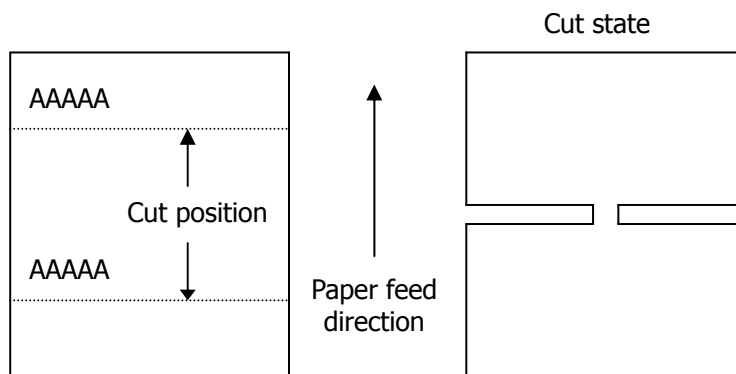 Cut state
AAAAA
Cut position
AAAAA
Paper feed
direction